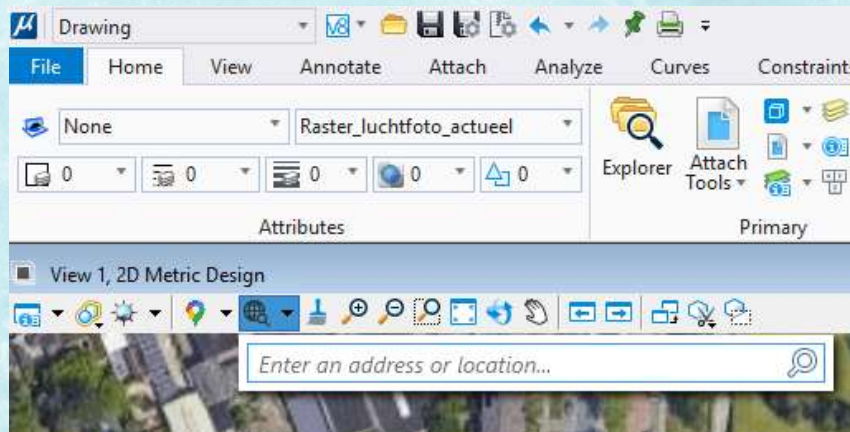 Drawing
File Home View Annotate Attach Analyze Curves Constraint
None Raster_luchtfoto_actueel
0 0 0 0 0
Explorer Attach
Tools
Attributes Primary
View 1, 2D Metric Design
Enter an address or location...